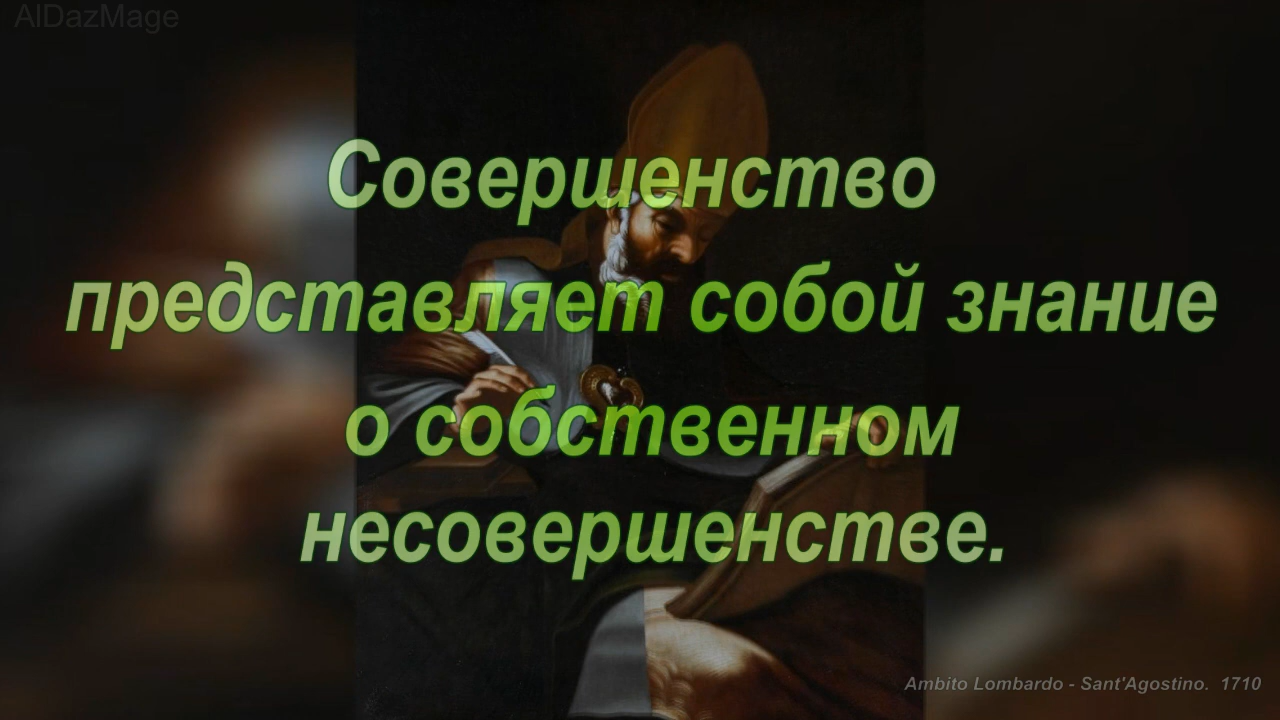 AlDazMage
Совершенство
представляет собой знание
о собственном
несовершенстве.
Ambito Lombardo - Sant'Agostino. 1710